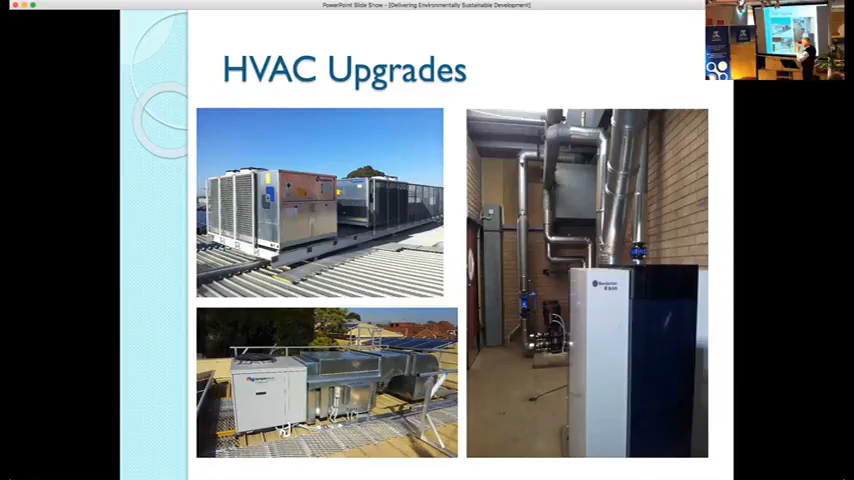 PowerPoint Slide Show - [Delivering Environmentally Sustainable Development]
HVAC Upgrades